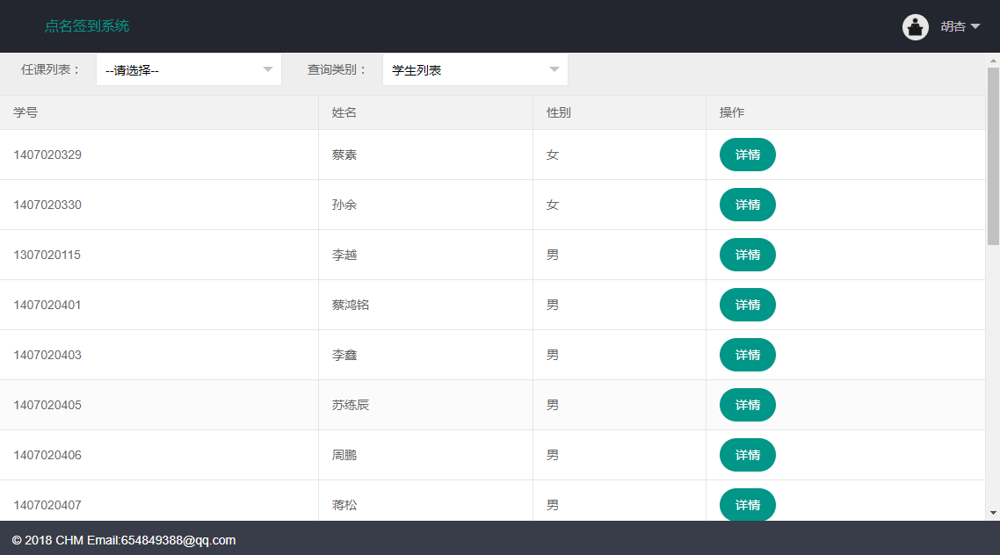 点名签到系统 胡杏
任课列表： --请选择-- 查询类别： 学生列表
学号 姓名 性别 操作
1407020329 蔡素 女 详情
1407020330 孙余 女 详情
1307020115 李越 男 详情
1407020401 蔡鸿铭 男 详情
1407020403 李鑫 男 详情
1407020405 苏练辰 男 详情
1407020406 周鹏 男 详情
1407020407 蒋松 男 详情
© 2018 CHM Email:654849388@qq.com